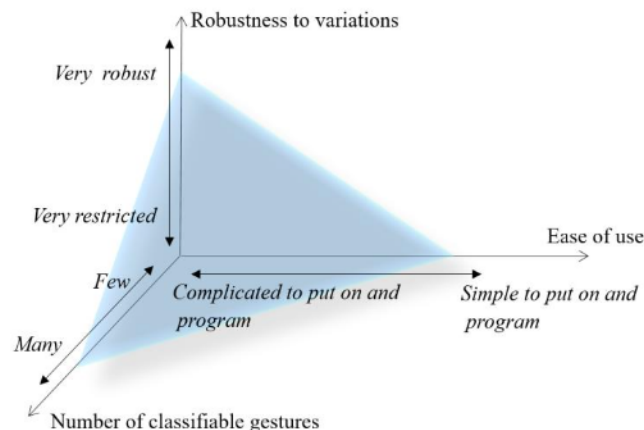 Robustness to variations
Very robust
Very restricted
Ease of use
Few
Complicated to put on and
program
Simple to put on and
program
Many
Number of classifiable gestures